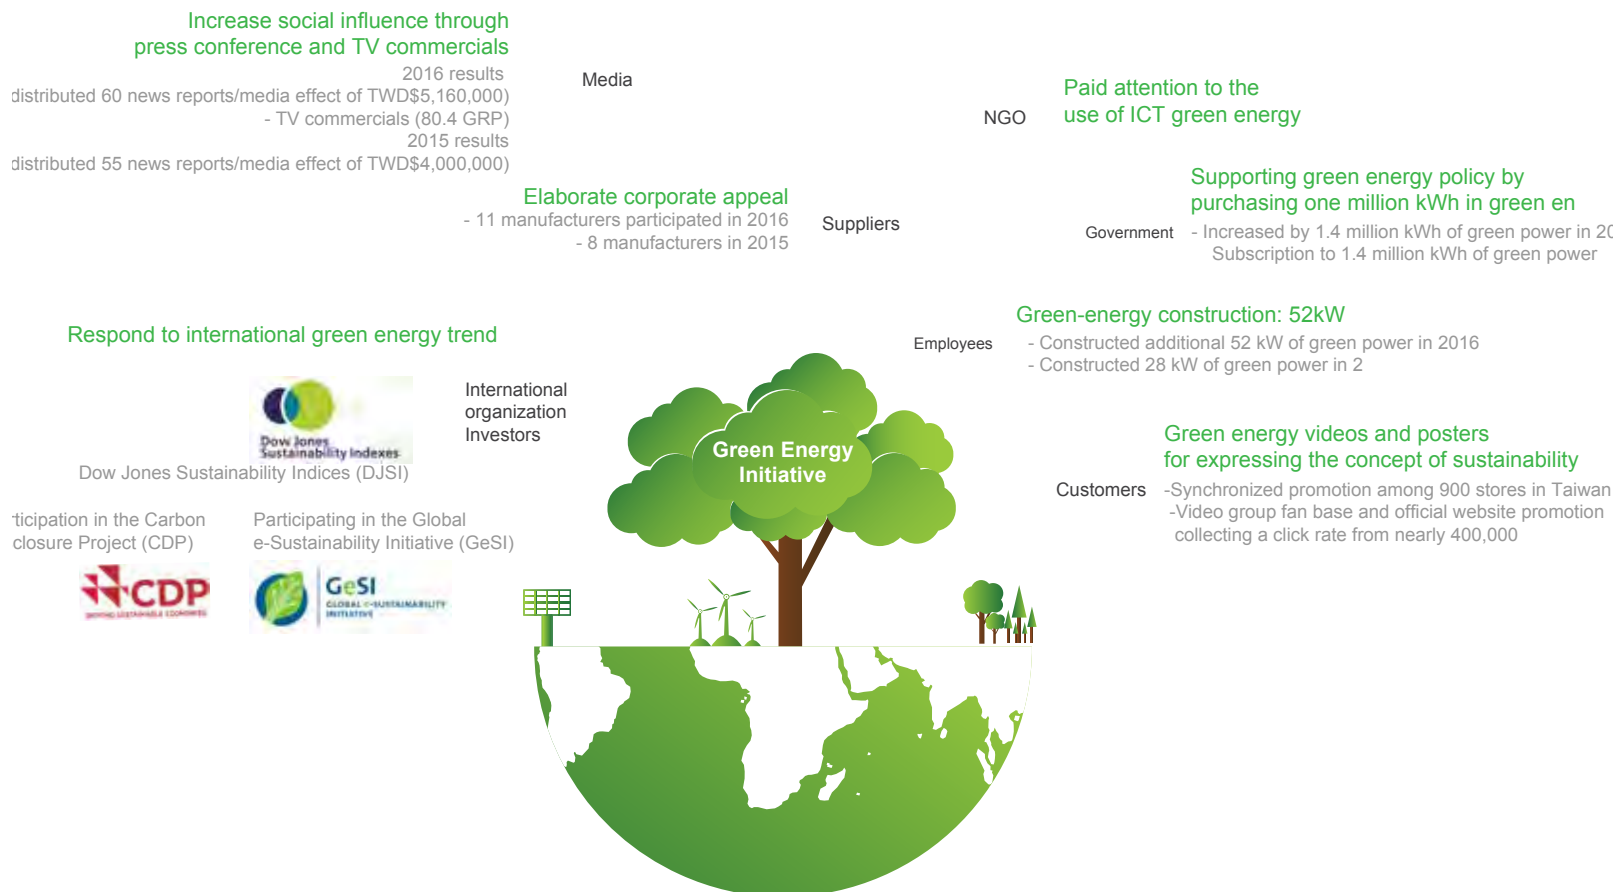 Increase social influence through
press conference and TV commercials
2016 results
distributed 60 news reports/media effect of TWD$5,160,000)
- TV commercials (80.4 GRP)
2015 results
distributed 55 news reports/media effect of TWD$4,000,000)
Media
NGO
Paid attention to the
use of ICT green energy
Elaborate corporate appeal
- 11 manufacturers participated in 2016
- 8 manufacturers in 2015
Suppliers
Government
Supporting green energy policy by
purchasing one million kWh in green en
- Increased by 1.4 million kWh of green power in 20
Subscription to 1.4 million kWh of green power
Respond to international green energy trend
International
organization
Investors
Dow Jones
Sustainability Indexes
Dow Jones Sustainability Indices (DJSI)
ticipation in the Carbon
closure Project (CDP)
CDP
DRIVING SUSTAINABLE ECONOMIES
Participating in the Global
e-Sustainability Initiative (GeSI)
GeSI
GLOBAL e-SUSTAINABILITY
INITIATIVE
Employees
Green-energy construction: 52kW
- Constructed additional 52 kW of green power in 2016
- Constructed 28 kW of green power in 2
Green Energy
Initiative
Customers
Green energy videos and posters
for expressing the concept of sustainability
-Synchronized promotion among 900 stores in Taiwan
-Video group fan base and official website promotion
collecting a click rate from nearly 400,000